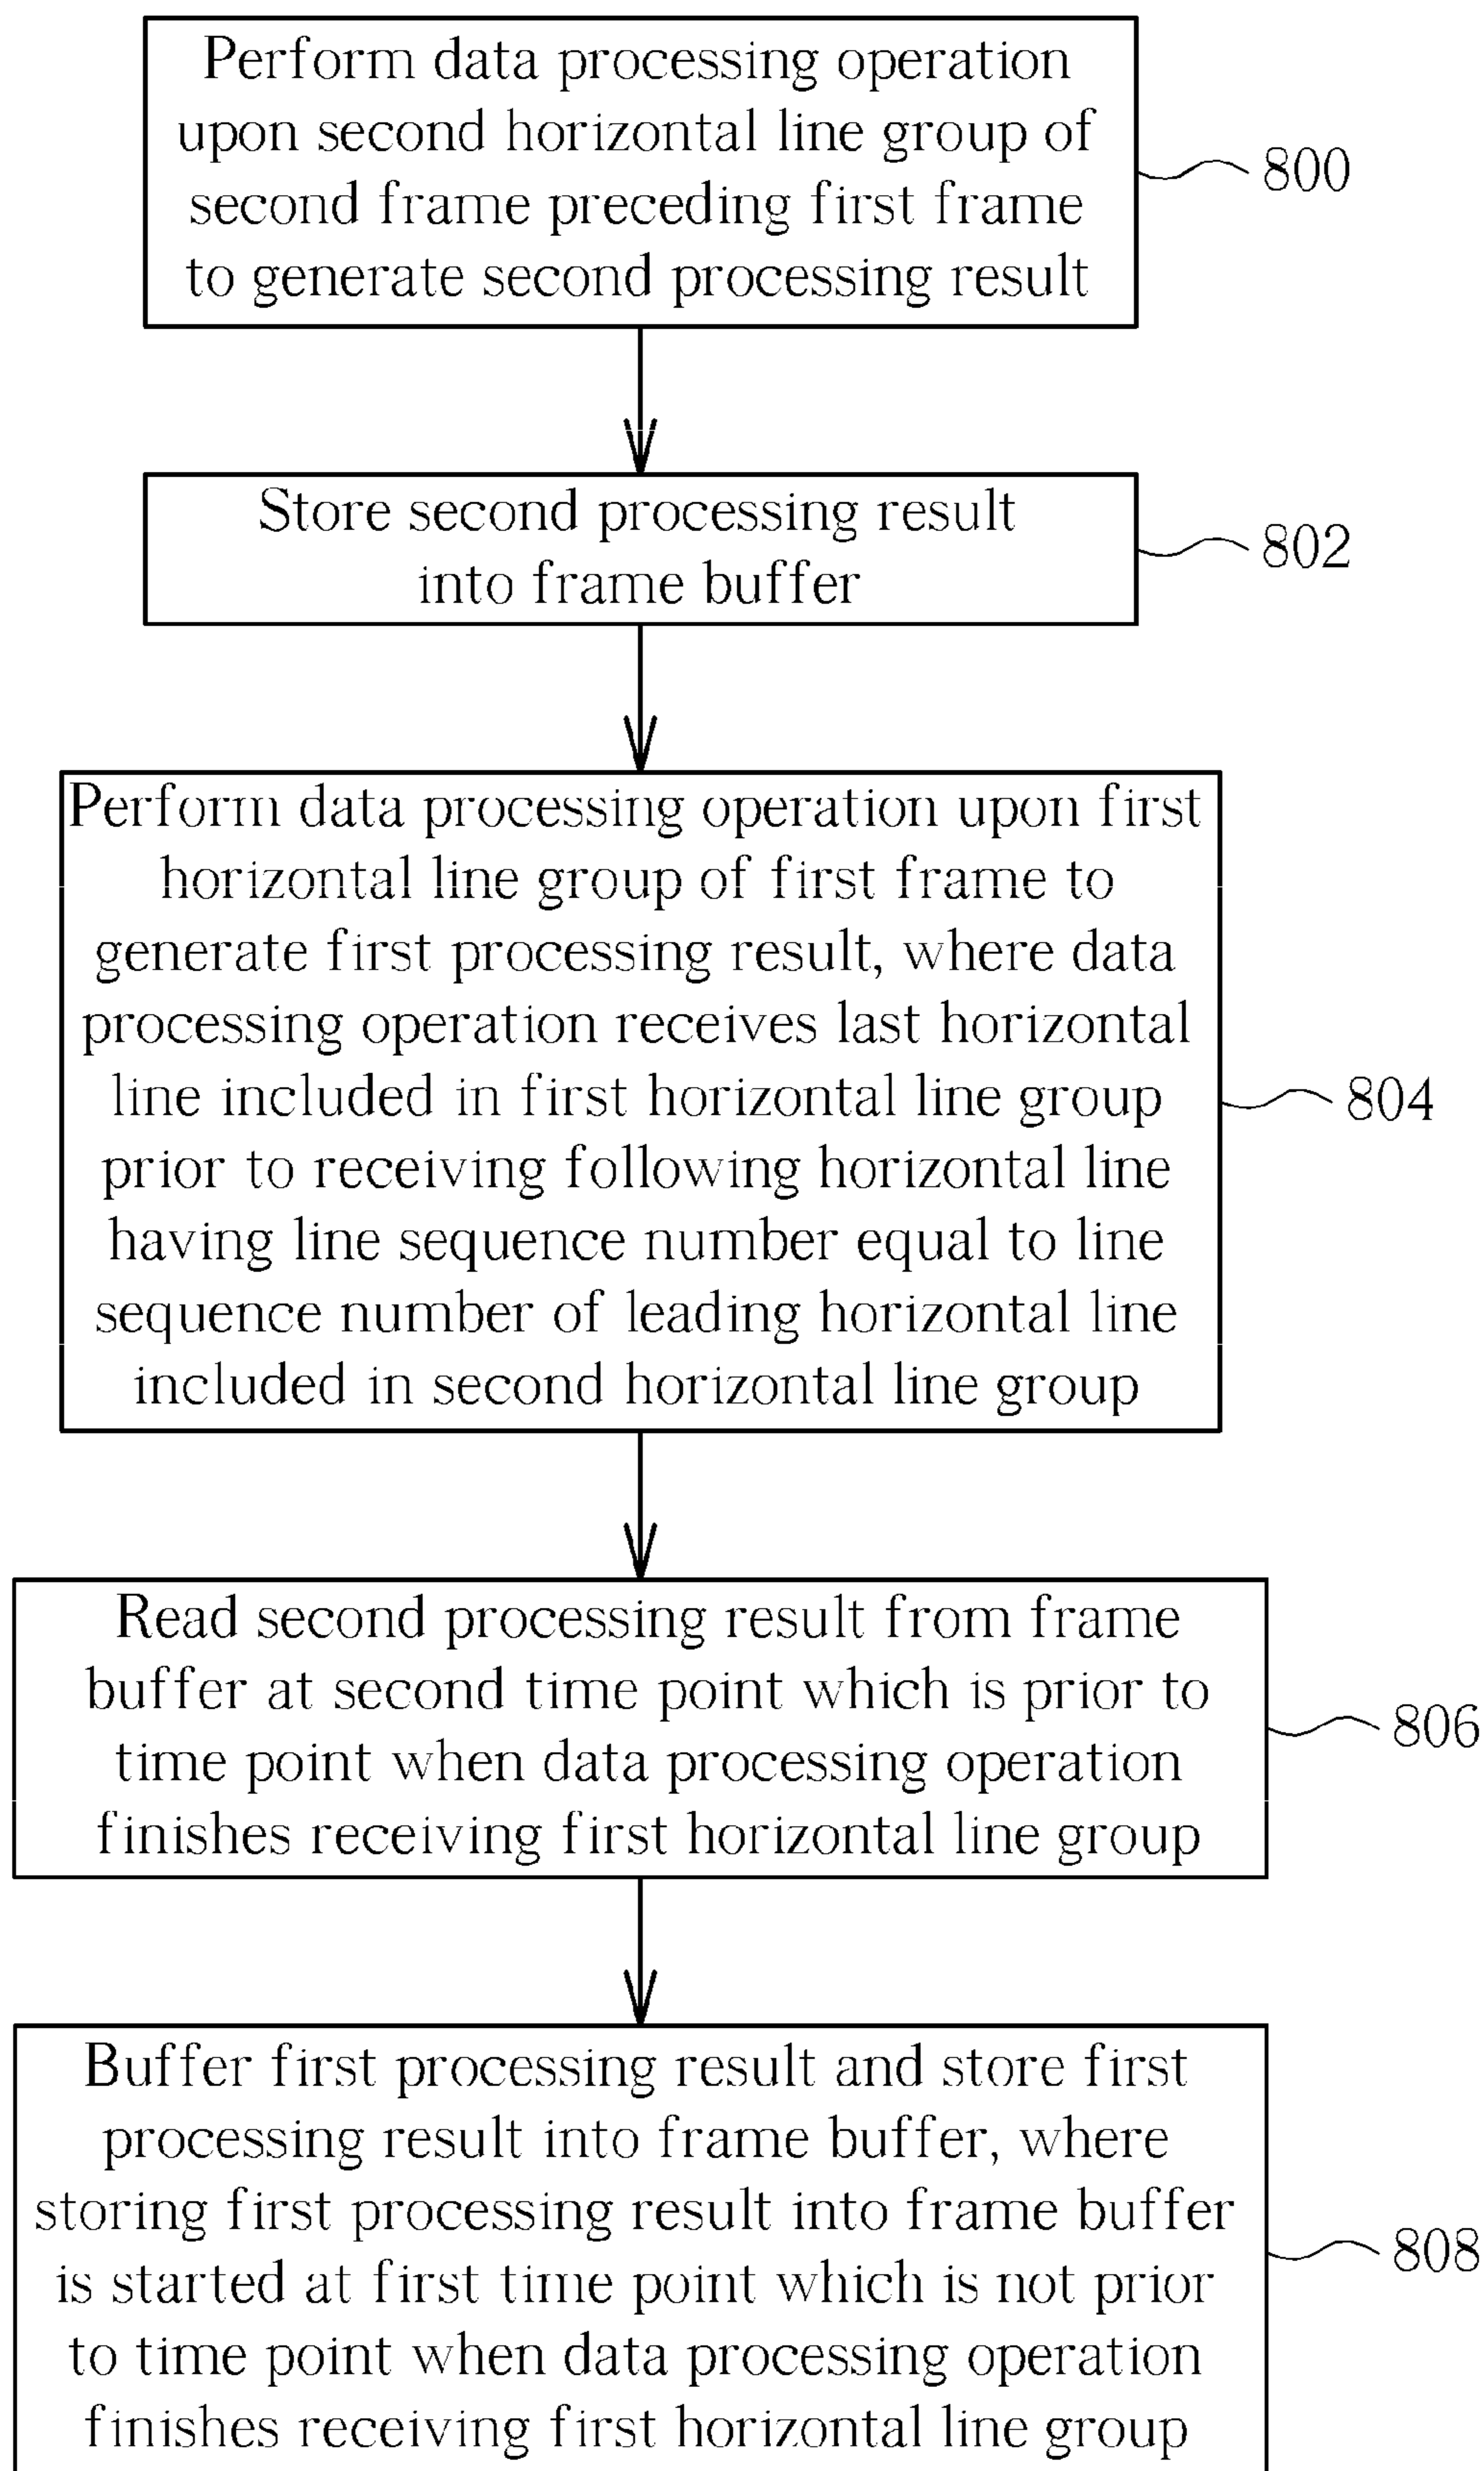 Perform data processing operation
upon second horizontal line group of
second frame preceding first frame
to generate second processing result
800
Store second processing result
into frame buffer
802
Perform data processing operation upon first
horizontal line group of first frame to
generate first processing result, where data
processing operation receives last horizontal
line included in first horizontal line group
prior to receiving following horizontal line
having line sequence number equal to line
sequence number of leading horizontal line
included in second horizontal line group
804
Read second processing result from frame
buffer at second time point which is prior to
time point when data processing operation
finishes receiving first horizontal line group
806
Buffer first processing result and store first
processing result into frame buffer, where
storing first processing result into frame buffer
is started at first time point which is not prior
to time point when data processing operation
finishes receiving first horizontal line group
808